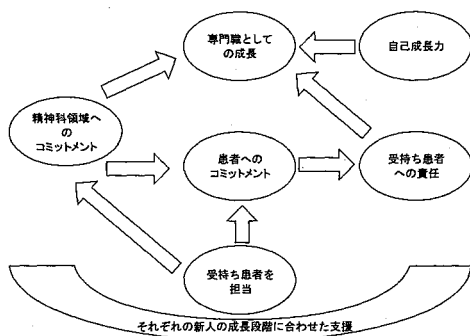 専門職として
の成長
自己成長力
精神科領域へ
の
コミットメント
患者への
コミットメント
受持ち患者
への責任
受持ち患者を
担当
それぞれの新人の成長段階に合わせた支援